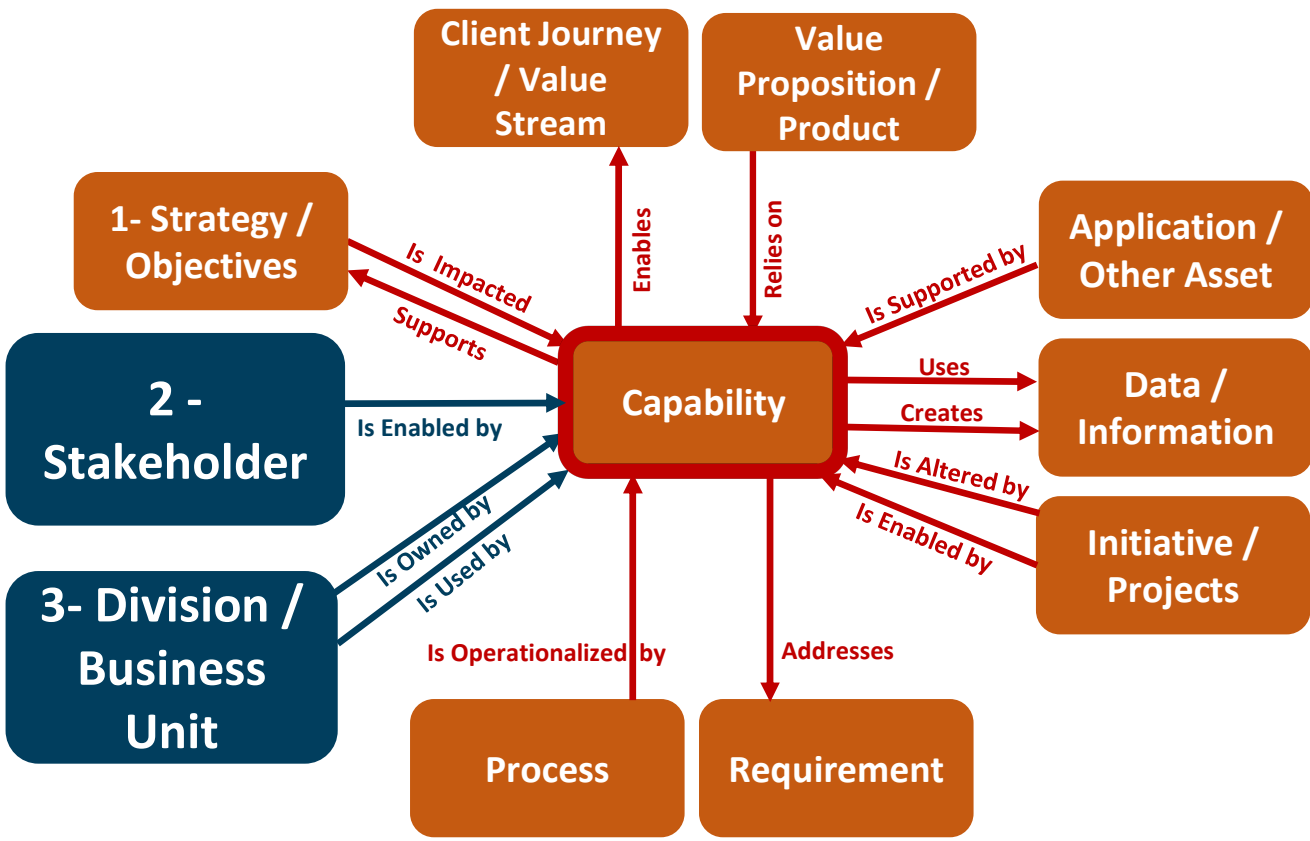 Client Journey
/ Value
Stream
Value
Proposition /
Product
1- Strategy /
Objectives
Is  Impacted
Supports
Enables
Relies on
Is Supported by
Application /
Other Asset
2 -
Stakeholder
Is Enabled by
Capability
Uses
Creates
Data /
Information
Is Altered by
Is Enabled by
Initiative /
Projects
3- Division /
Business
Unit
Is Owned by
Is Used by
Is Operationalized by
Addresses
Process
Requirement